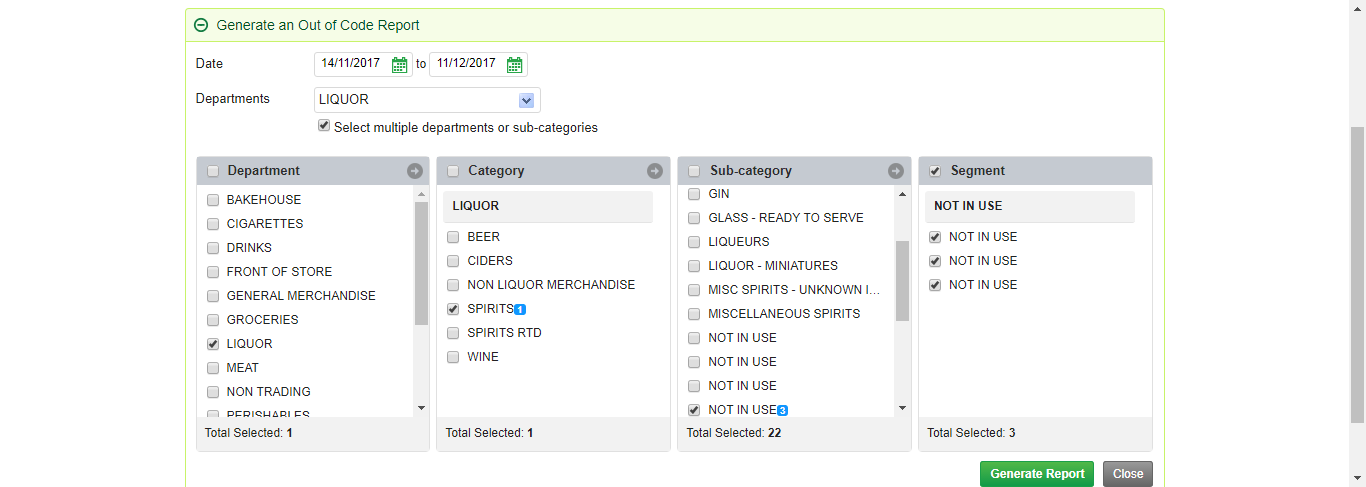 Generate an Out of Code Report
Date 14/11/2017 to 11/12/2017
Departments LIQUOR
Select multiple departments or sub-categories
Department
BAKEHOUSE
CIGARETTES
DRINKS
FRONT OF STORE
GENERAL MERCHANDISE
GROCERIES
LIQUOR
MEAT
NON TRADING
PERISHABLES
Total Selected: 1
Category
LIQUOR
BEER
CIDERS
NON LIQUOR MERCHANDISE
SPIRITS 1
SPIRITS RTD
WINE
Total Selected: 1
Sub-category
GIN
GLASS - READY TO SERVE
LIQUEURS
LIQUOR - MINIATURES
MISC SPIRITS - UNKNOWN I...
MISCELLANEOUS SPIRITS
NOT IN USE
NOT IN USE
NOT IN USE
NOT IN USE 3
Total Selected: 22
Segment
NOT IN USE
NOT IN USE
NOT IN USE
NOT IN USE
Total Selected: 3
Generate Report Close